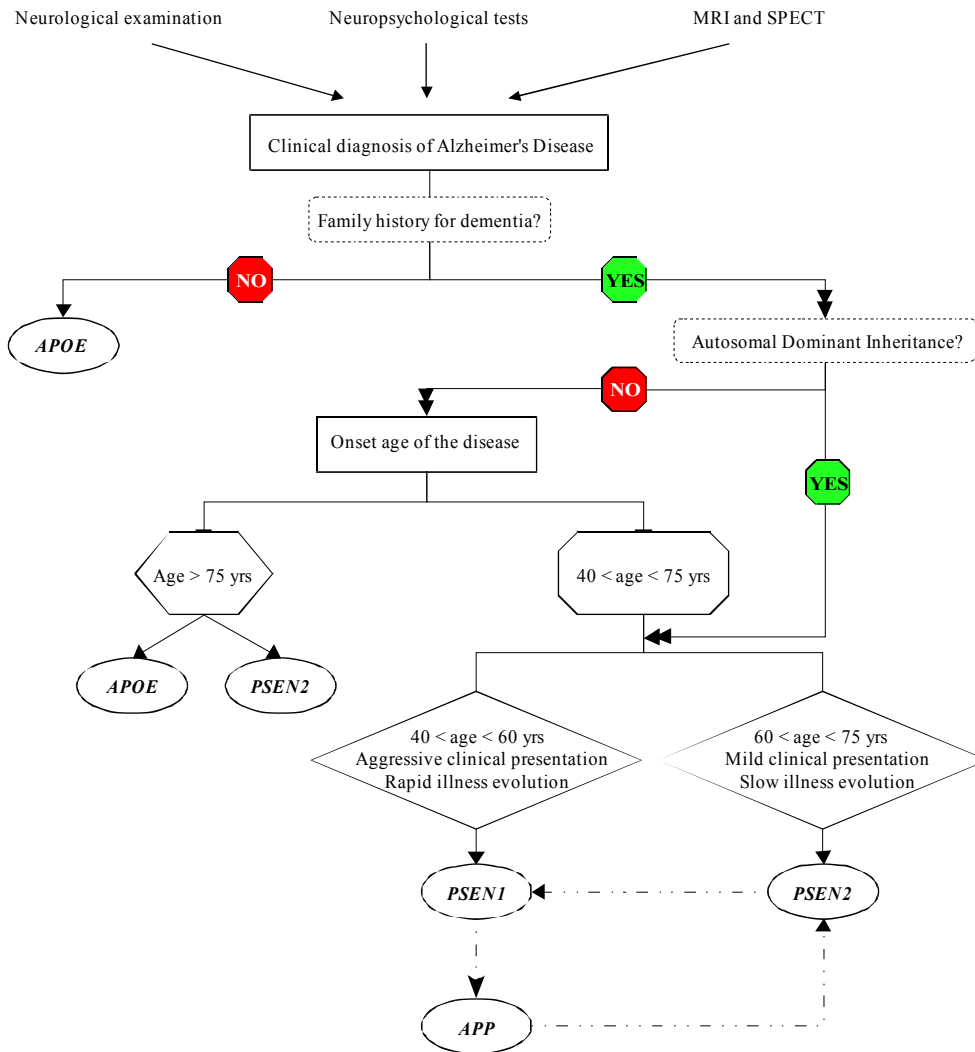 Neurological examination
Neuropsychological tests
MRI and SPECT
Clinical diagnosis of Alzheimer's Disease
Family history for dementia?
NO
YES
APOE
Autosomal Dominant Inheritance?
NO
Onset age of the disease
YES
Age > 75 yrs
40 < age < 75 yrs
APOE
PSEN2
40 < age < 60 yrs
Aggressive clinical presentation
Rapid illness evolution
60 < age < 75 yrs
Mild clinical presentation
Slow illness evolution
PSEN1
PSEN2
APP